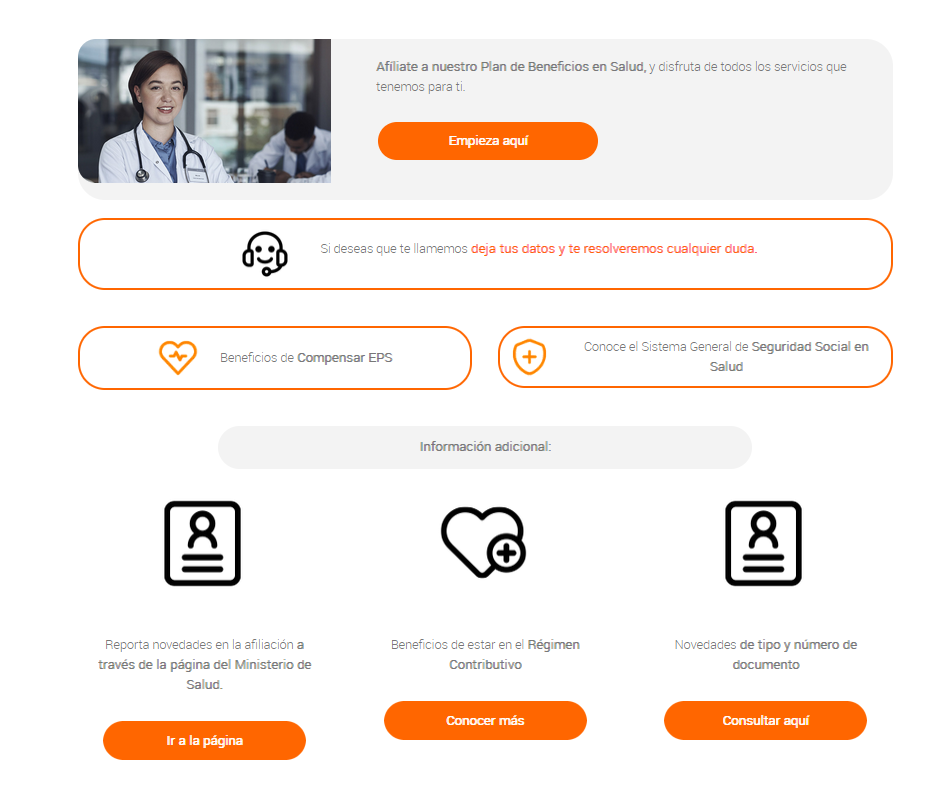 Afíliate a nuestro Plan de Beneficios en Salud, y disfruta de todos los servicios que
tenemos para ti.
Empieza aquí
Si deseas que te llamemos deja tus datos y te resolveremos cualquier duda.
Beneficios de Compensar EPS
Conoce el Sistema General de Seguridad Social en
Salud
Información adicional:
Reporta novedades en la afiliación a
través de la página del Ministerio de
Salud.
Ir a la página
Beneficios de estar en el Régimen
Contributivo
Conocer más
Novedades de tipo y número de
documento
Consultar aquí